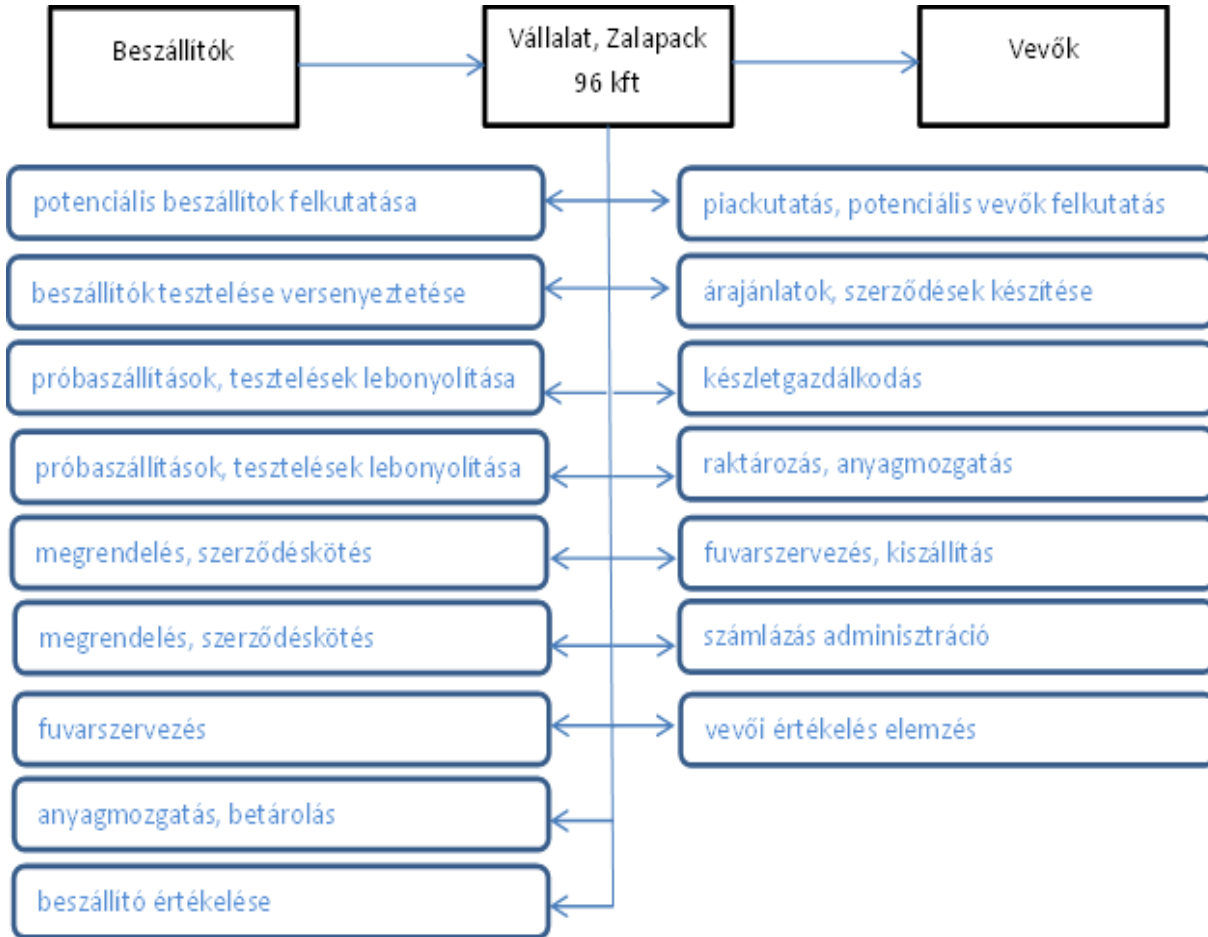 Beszállítók
Vállalat, Zalapack
96 kft
Vevők
potenciális beszállítok felkutatása
piackutatás, potenciális vevők felkutatás
beszállítók tesztelése versenyeztetése
árajánlatok, szerződések készítése
próbaszállítások, tesztelések lebonyolítása
készletgazdálkodás
próbaszállítások, tesztelések lebonyolítása
raktározás, anyagmozgatás
megrendelés, szerződéskötés
fuvarszervezés, kiszállítás
megrendelés, szerződéskötés
számlázás adminisztráció
fuvarszervezés
vevői értékelés elemzés
anyagmozgatás, betárolás
beszállító értékelése